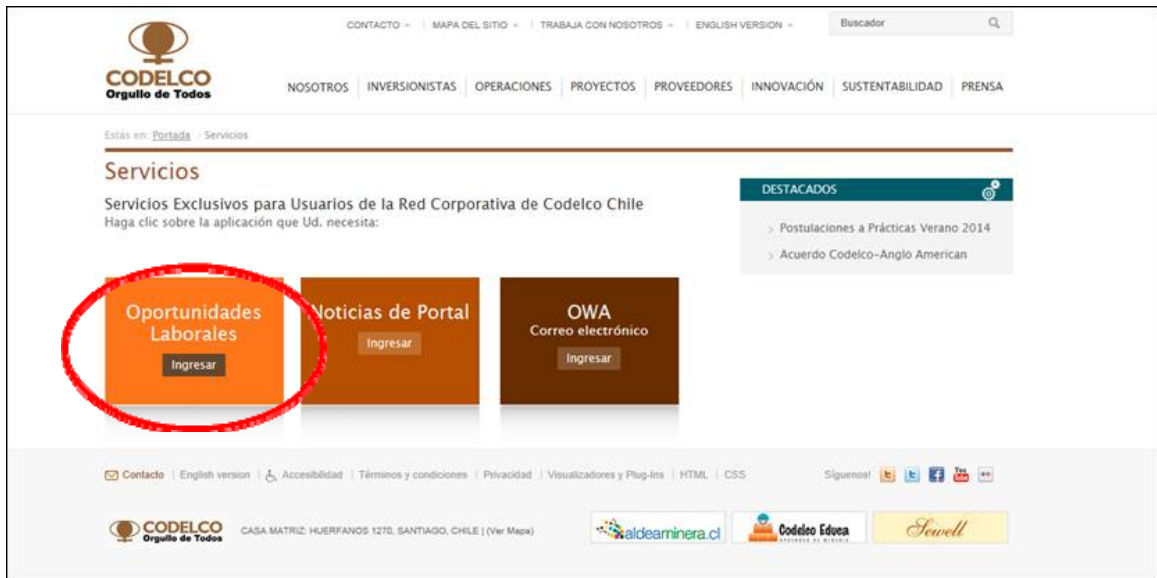 CONTACTO | MAPA DEL SITIO | TRABAJA CON NOSOTROS | ENGLISH VERSION
Buscador
CODELCO
Orgullo de Todos
NOSOTROS INVERSIONISTAS OPERACIONES PROYECTOS PROVEEDORES INNOVACIÓN SUSTENTABILIDAD PRENSA
Estás en: Portada > Servicios
Servicios
Servicios Exclusivos para Usuarios de la Red Corporativa de Codelco Chile
Haga clic sobre la aplicación que Ud. necesita:
DESTACADOS
> Postulaciones a Prácticas Verano 2014
> Acuerdo Codelco-Anglo American
Oportunidades
Laborales
Ingresar
Noticias de Portal
Ingresar
OWA
Correo electrónico
Ingresar
Contacto | English version | Accesibilidad | Términos y condiciones | Privacidad | Visualizadores y Plug-Ins | HTML | CSS
Síguenos!
You
CODELCO
Orgullo de Todos
CASA MATRIZ: HUERFANOS 1270, SANTIAGO, CHILE | (Ver Mapa)
aldeaminera.cl
Codelco Educa
Sewell